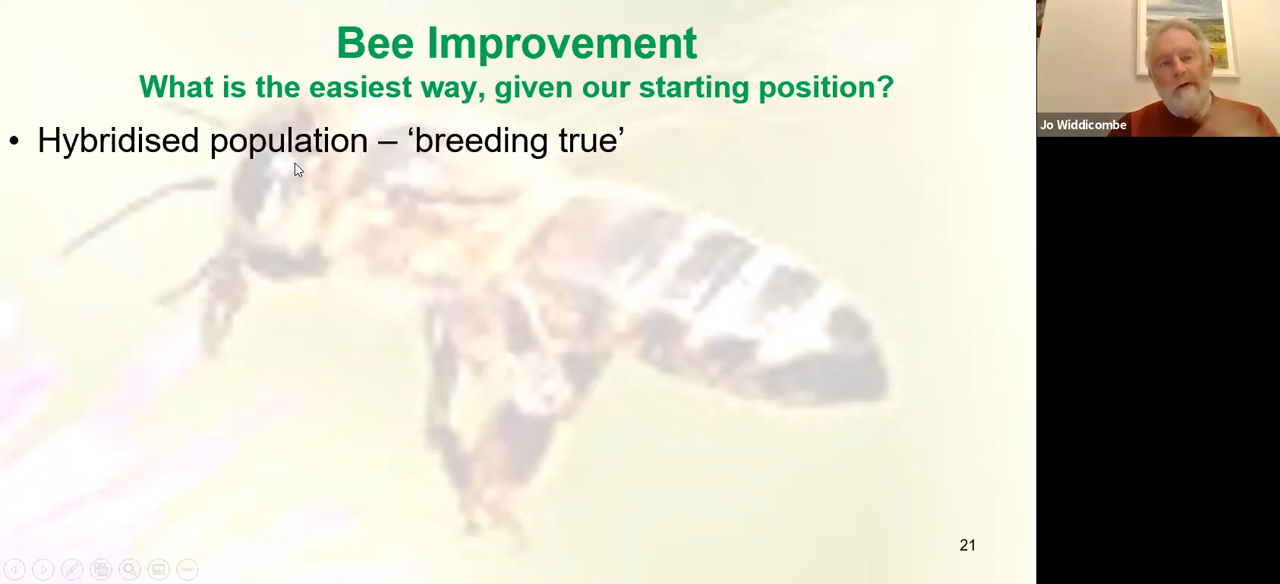 Bee Improvement
What is the easiest way, given our starting position?
• Hybridised population – ‘breeding true’
Jo Widdicombe
21